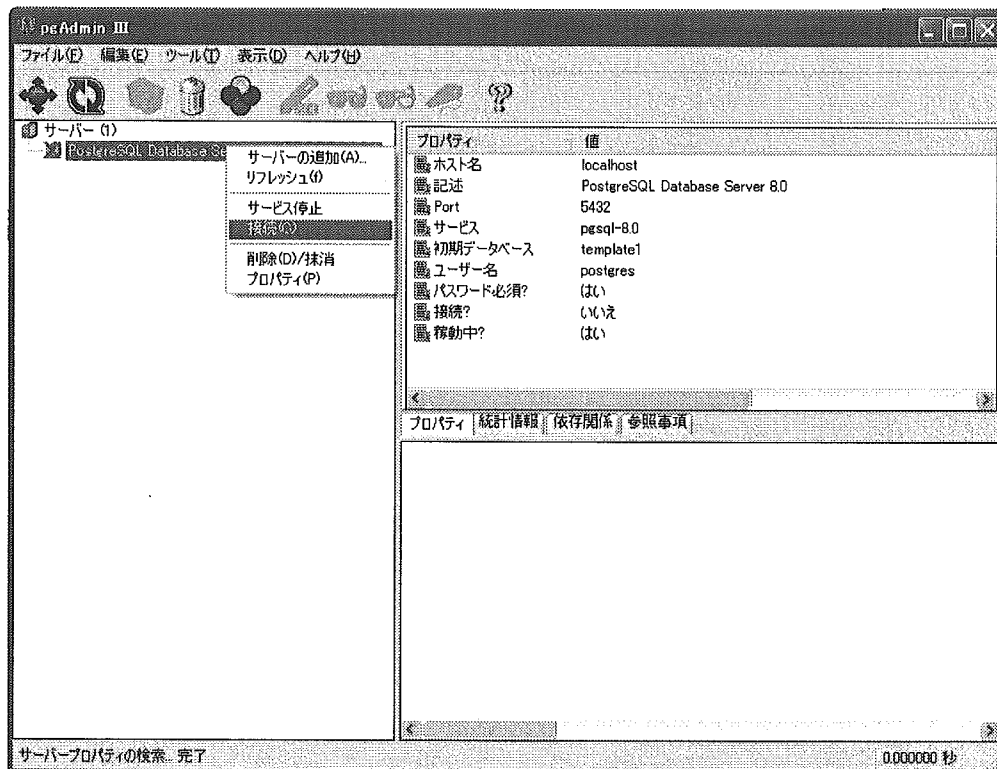 pgAdmin III
ファイル(F) 編集(E) ツール(T) 表示(D) ヘルプ(H)
サーバー (1)
PostgreSQL Database Se
サーバーの追加(A)...
リフレッシュ(f)
サービス停止
接続(C)
削除(D)/抹消
プロパティ(P)
プロパティ 値
ホスト名 localhost
記述 PostgreSQL Database Server 8.0
Port 5432
サービス pgsql-8.0
初期データベース template1
ユーザー名 postgres
パスワード必須? はい
接続? いいえ
稼動中? はい
プロパティ 統計情報 依存関係 参照事項
サーバープロパティの検索... 完了
0.000000 秒